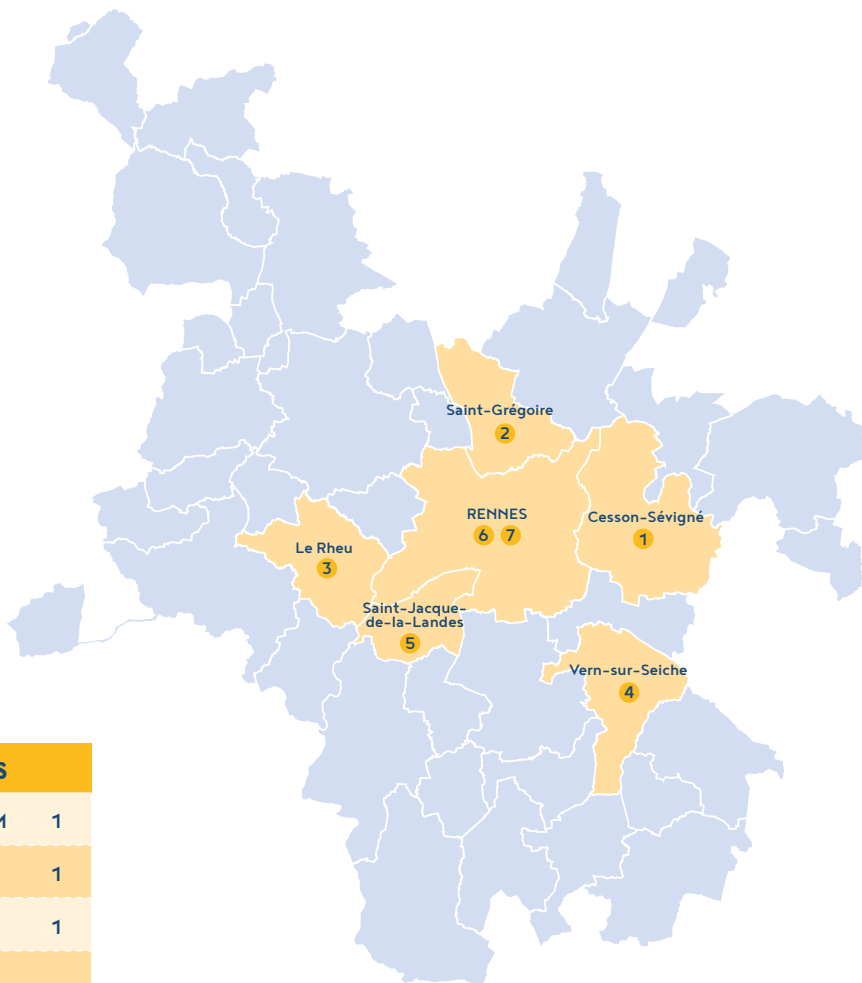 Saint-Grégoire
2
RENNES
6 7
Cesson-Sévigné
1
Le Rheu
3
Saint-Jacque-
de-la-Landes
5
Vern-sur-Seiche
4
S
M 1
1
1